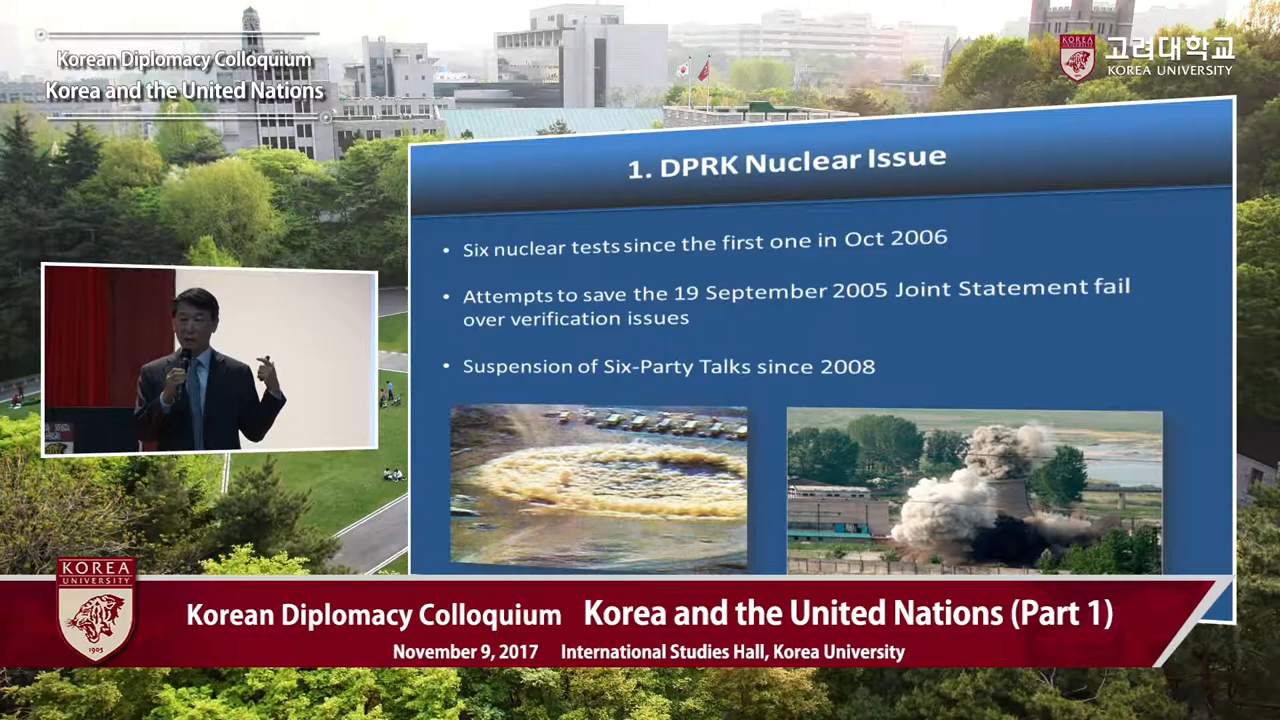 Korean Diplomacy Colloquium
Korea and the United Nations
KOREA
고려대학교
KOREA UNIVERSITY
1. DPRK Nuclear Issue
• Six nuclear tests since the first one in Oct 2006
• Attempts to save the 19 September 2005 Joint Statement fail
over verification issues
• Suspension of Six-Party Talks since 2008
KOREA
UNIVERSITY
1905
Korean Diplomacy Colloquium Korea and the United Nations (Part 1)
November 9, 2017 International Studies Hall, Korea University